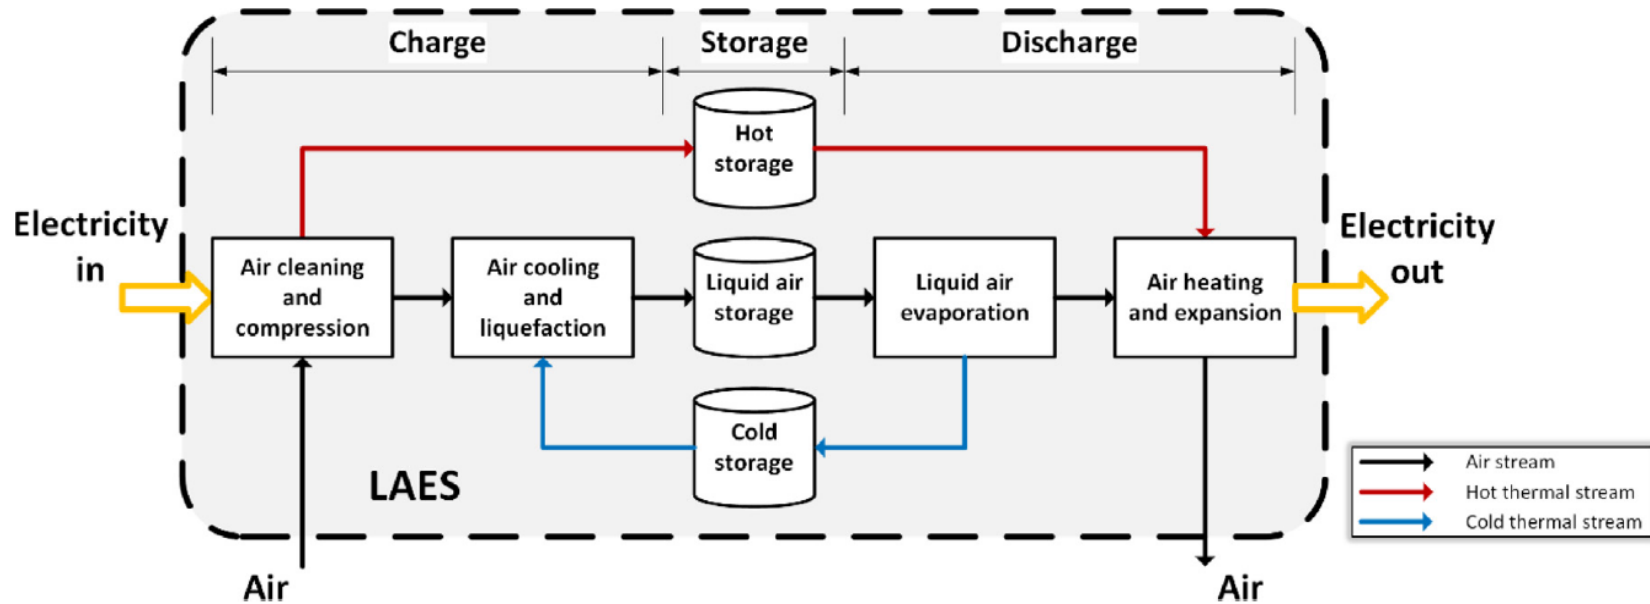 Charge
Storage
Discharge
Hot
storage
Electricity
in
Air cleaning
and
compression
Air cooling
and
liquefaction
Liquid air
storage
Liquid air
evaporation
Air heating
and expansion
Electricity
out
Cold
storage
LAES
Air
Air
Air stream
Hot thermal stream
Cold thermal stream